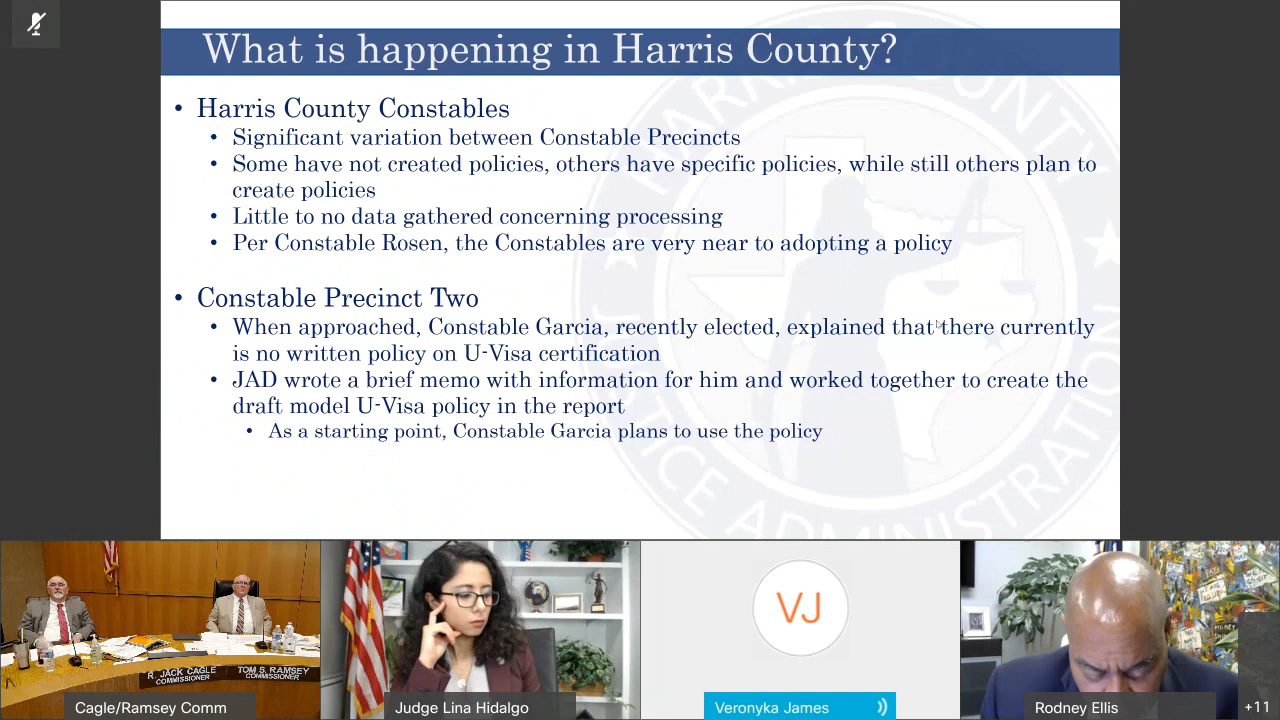 What is happening in Harris County?
• Harris County Constables
• Significant variation between Constable Precincts
• Some have not created policies, others have specific policies, while still others plan to
create policies
• Little to no data gathered concerning processing
• Per Constable Rosen, the Constables are very near to adopting a policy
• Constable Precinct Two
• When approached, Constable Garcia, recently elected, explained that there currently
is no written policy on U-Visa certification
• JAD wrote a brief memo with information for him and worked together to create the
draft model U-Visa policy in the report
• As a starting point, Constable Garcia plans to use the policy
HARRIS COUNTY
JUSTICE ADMINISTRATION
R. JACK CAGLE
COMMISSIONER
TOM S. RAMSEY
COMMISSIONER
VJ
Cagle/Ramsey Comm
Judge Lina Hidalgo
Veronyka James
Rodney Ellis
+11